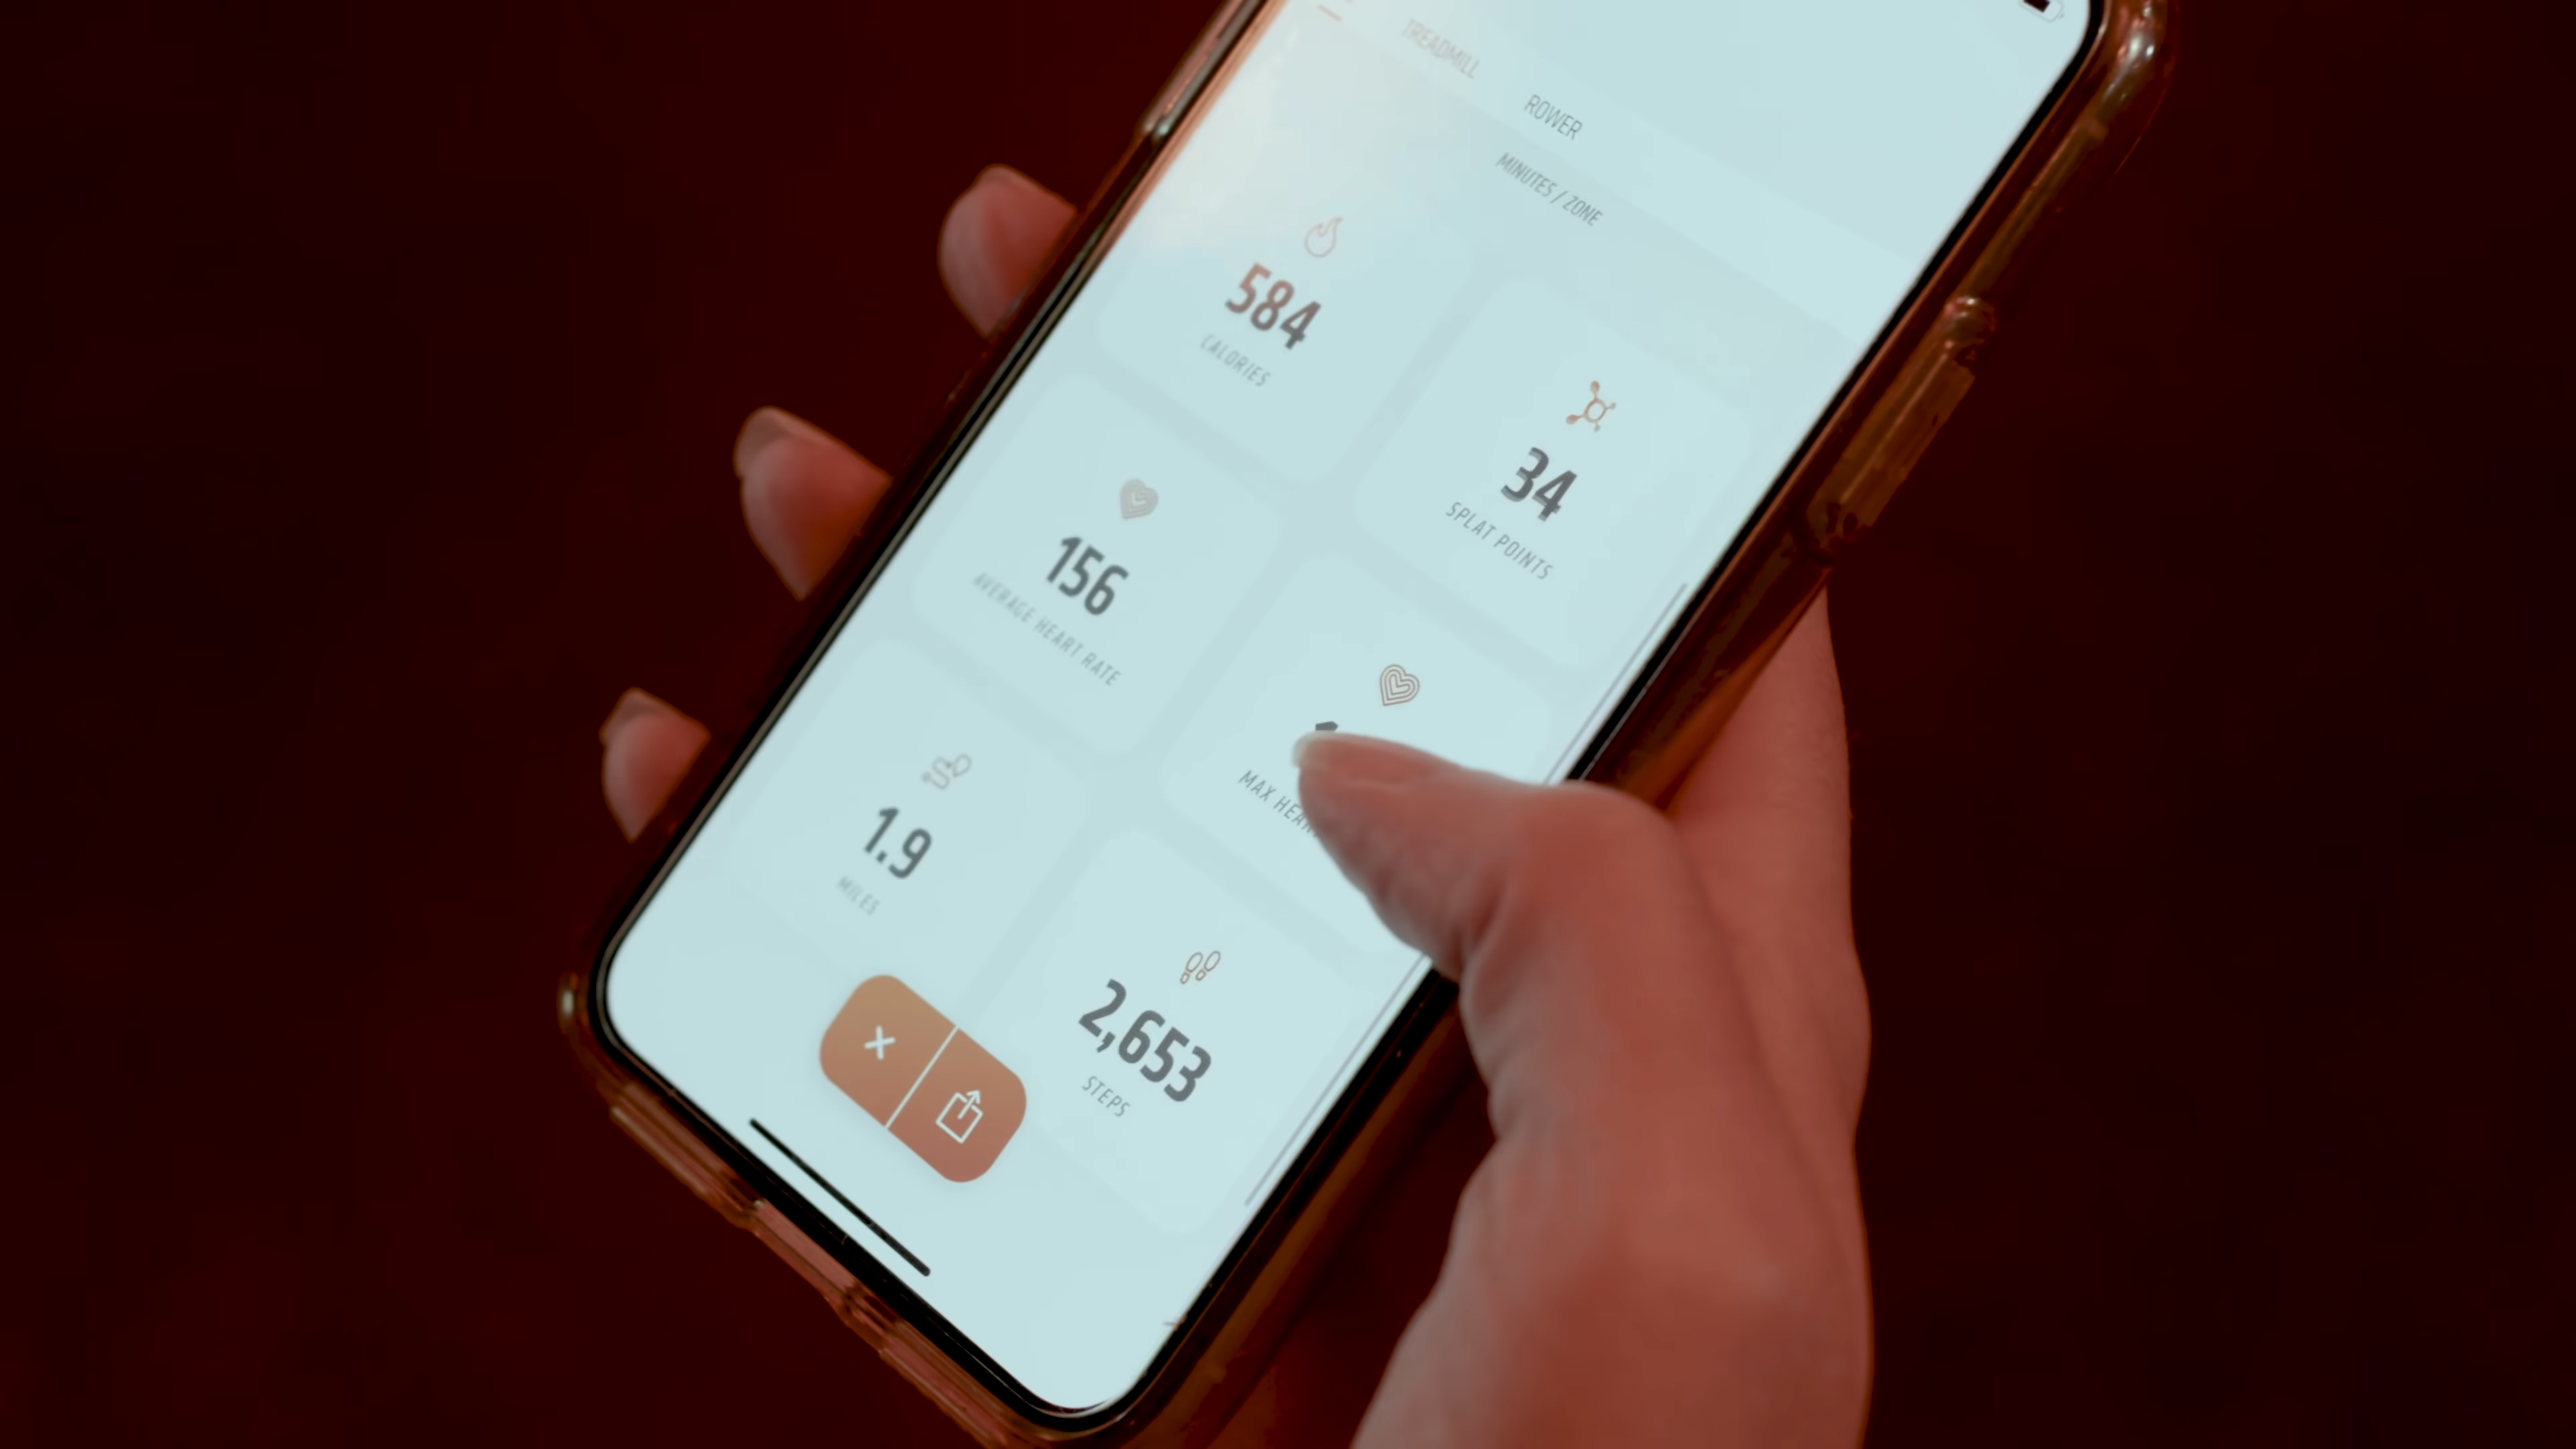 TREADMILL
ROWER
MINUTES / ZONE
584
CALORIES
34
SPLAT POINTS
156
AVERAGE HEART RATE
MAX
1.9
MILES
2,653
STEPS